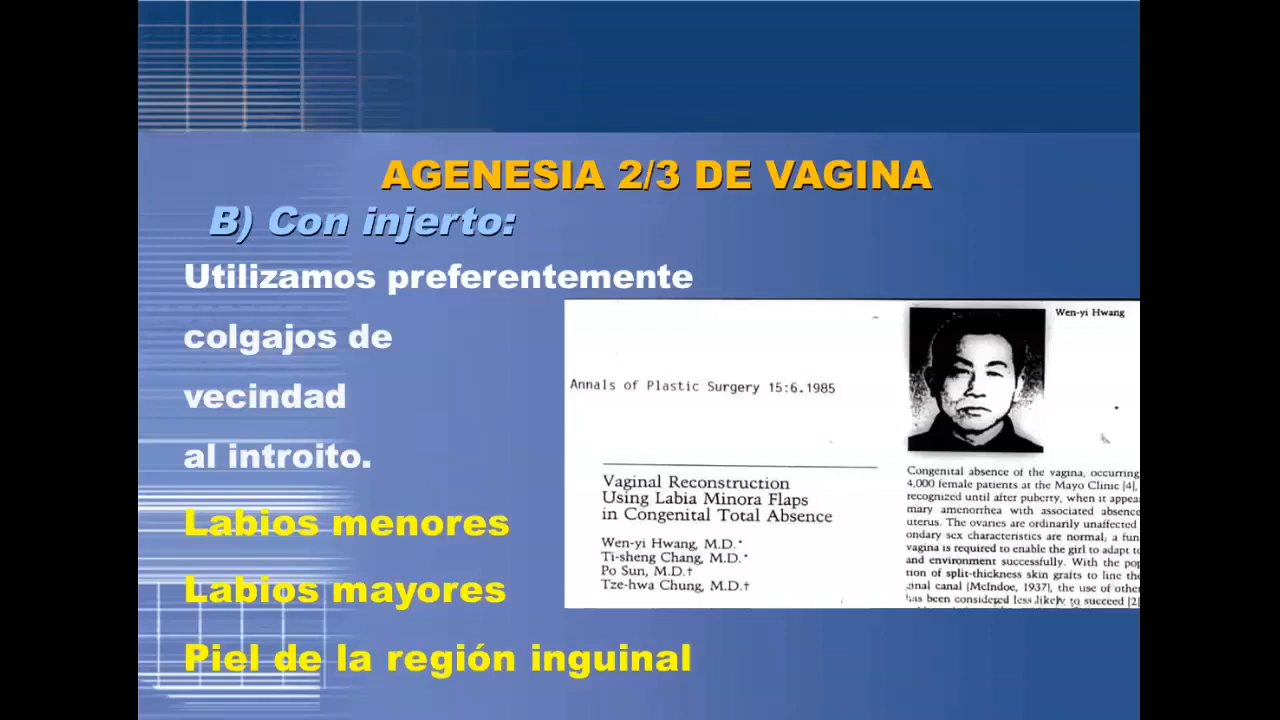 AGENESIA 2/3 DE VAGINA
B) Con injerto:
Utilizamos preferentemente
colgajos de
vecindad
al introito.
Labios menores
Labios mayores
Piel de la región inguinal
Annals of Plastic Surgery 15:6.1985
Vaginal Reconstruction
Using Labia Minora Flaps
in Congenital Total Absence
Wen-yi Hwang, M.D.*
Ti-sheng Chang, M.D.*
Po Sun, M.D.†
Tze-hwa Chung, M.D.†
Wen-yi Hwang
Congenital absence of the vagina, occurring
4,000 female patients at the Mayo Clinic [4],
recognized until after puberty, when it appea
mary amenorrhea with associated absence
uterus. The ovaries are ordinarily unaffected
ondary sex characteristics are normal; a fun
vagina is required to enable the girl to adapt t
and environment successfully. With the pop
tion of split-thickness skin grafts to line the
ginal canal [McIndoe, 1937], the use of other
has been considered less likely to succeed [2]